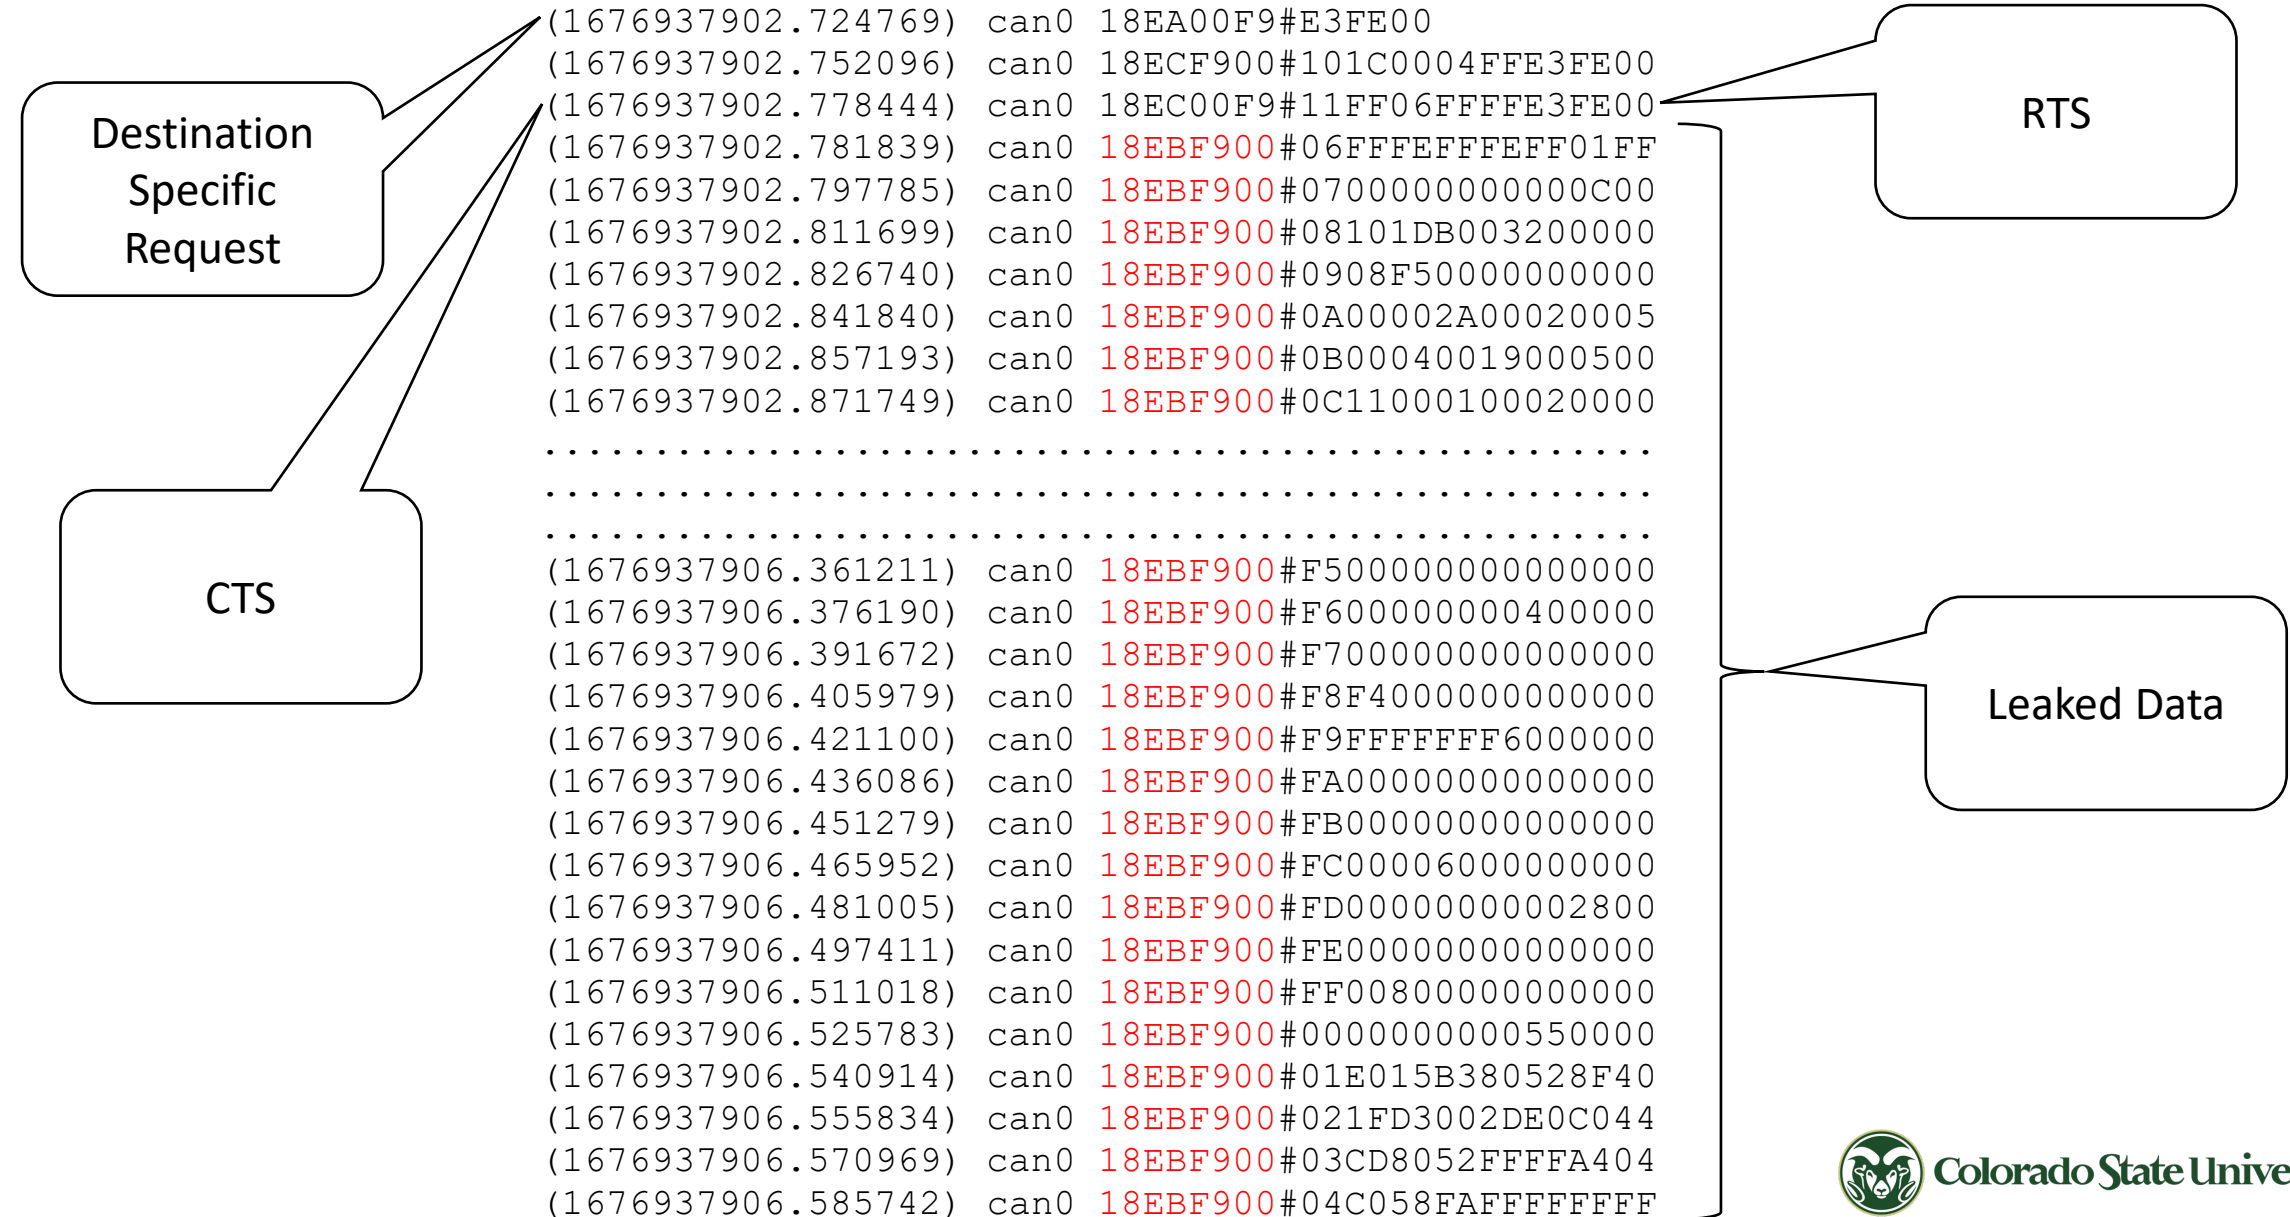 (1676937902.724769) can0 18EA00F9#E3FE00
(1676937902.752096) can0 18ECF900#101C0004FFE3FE00
(1676937902.778444) can0 18EC00F9#11FF06FFFFE3FE00
(1676937902.781839) can0 18EBF900#06FFFEFFFEFF01FF
(1676937902.797785) can0 18EBF900#0700000000000C00
(1676937902.811699) can0 18EBF900#08101DB003200000
(1676937902.826740) can0 18EBF900#0908F50000000000
(1676937902.841840) can0 18EBF900#0A00002A00020005
(1676937902.857193) can0 18EBF900#0B00040019000500
(1676937902.871749) can0 18EBF900#0C11000100020000
..................................................
..................................................
..................................................
(1676937906.361211) can0 18EBF900#F500000000000000
(1676937906.376190) can0 18EBF900#F600000000400000
(1676937906.391672) can0 18EBF900#F700000000000000
(1676937906.405979) can0 18EBF900#F8F4000000000000
(1676937906.421100) can0 18EBF900#F9FFFFFFF6000000
(1676937906.436086) can0 18EBF900#FA00000000000000
(1676937906.451279) can0 18EBF900#FB00000000000000
(1676937906.465952) can0 18EBF900#FC00006000000000
(1676937906.481005) can0 18EBF900#FD00000000002800
(1676937906.497411) can0 18EBF900#FE00000000000000
(1676937906.511018) can0 18EBF900#FF00800000000000
(1676937906.525783) can0 18EBF900#0000000000550000
(1676937906.540914) can0 18EBF900#01E015B380528F40
(1676937906.555834) can0 18EBF900#021FD3002DE0C044
(1676937906.570969) can0 18EBF900#03CD8052FFFFA404
(1676937906.585742) can0 18EBF900#04C058FAFFFFFFFF
Destination
Specific
Request
CTS
RTS
Leaked Data
Colorado State Unive